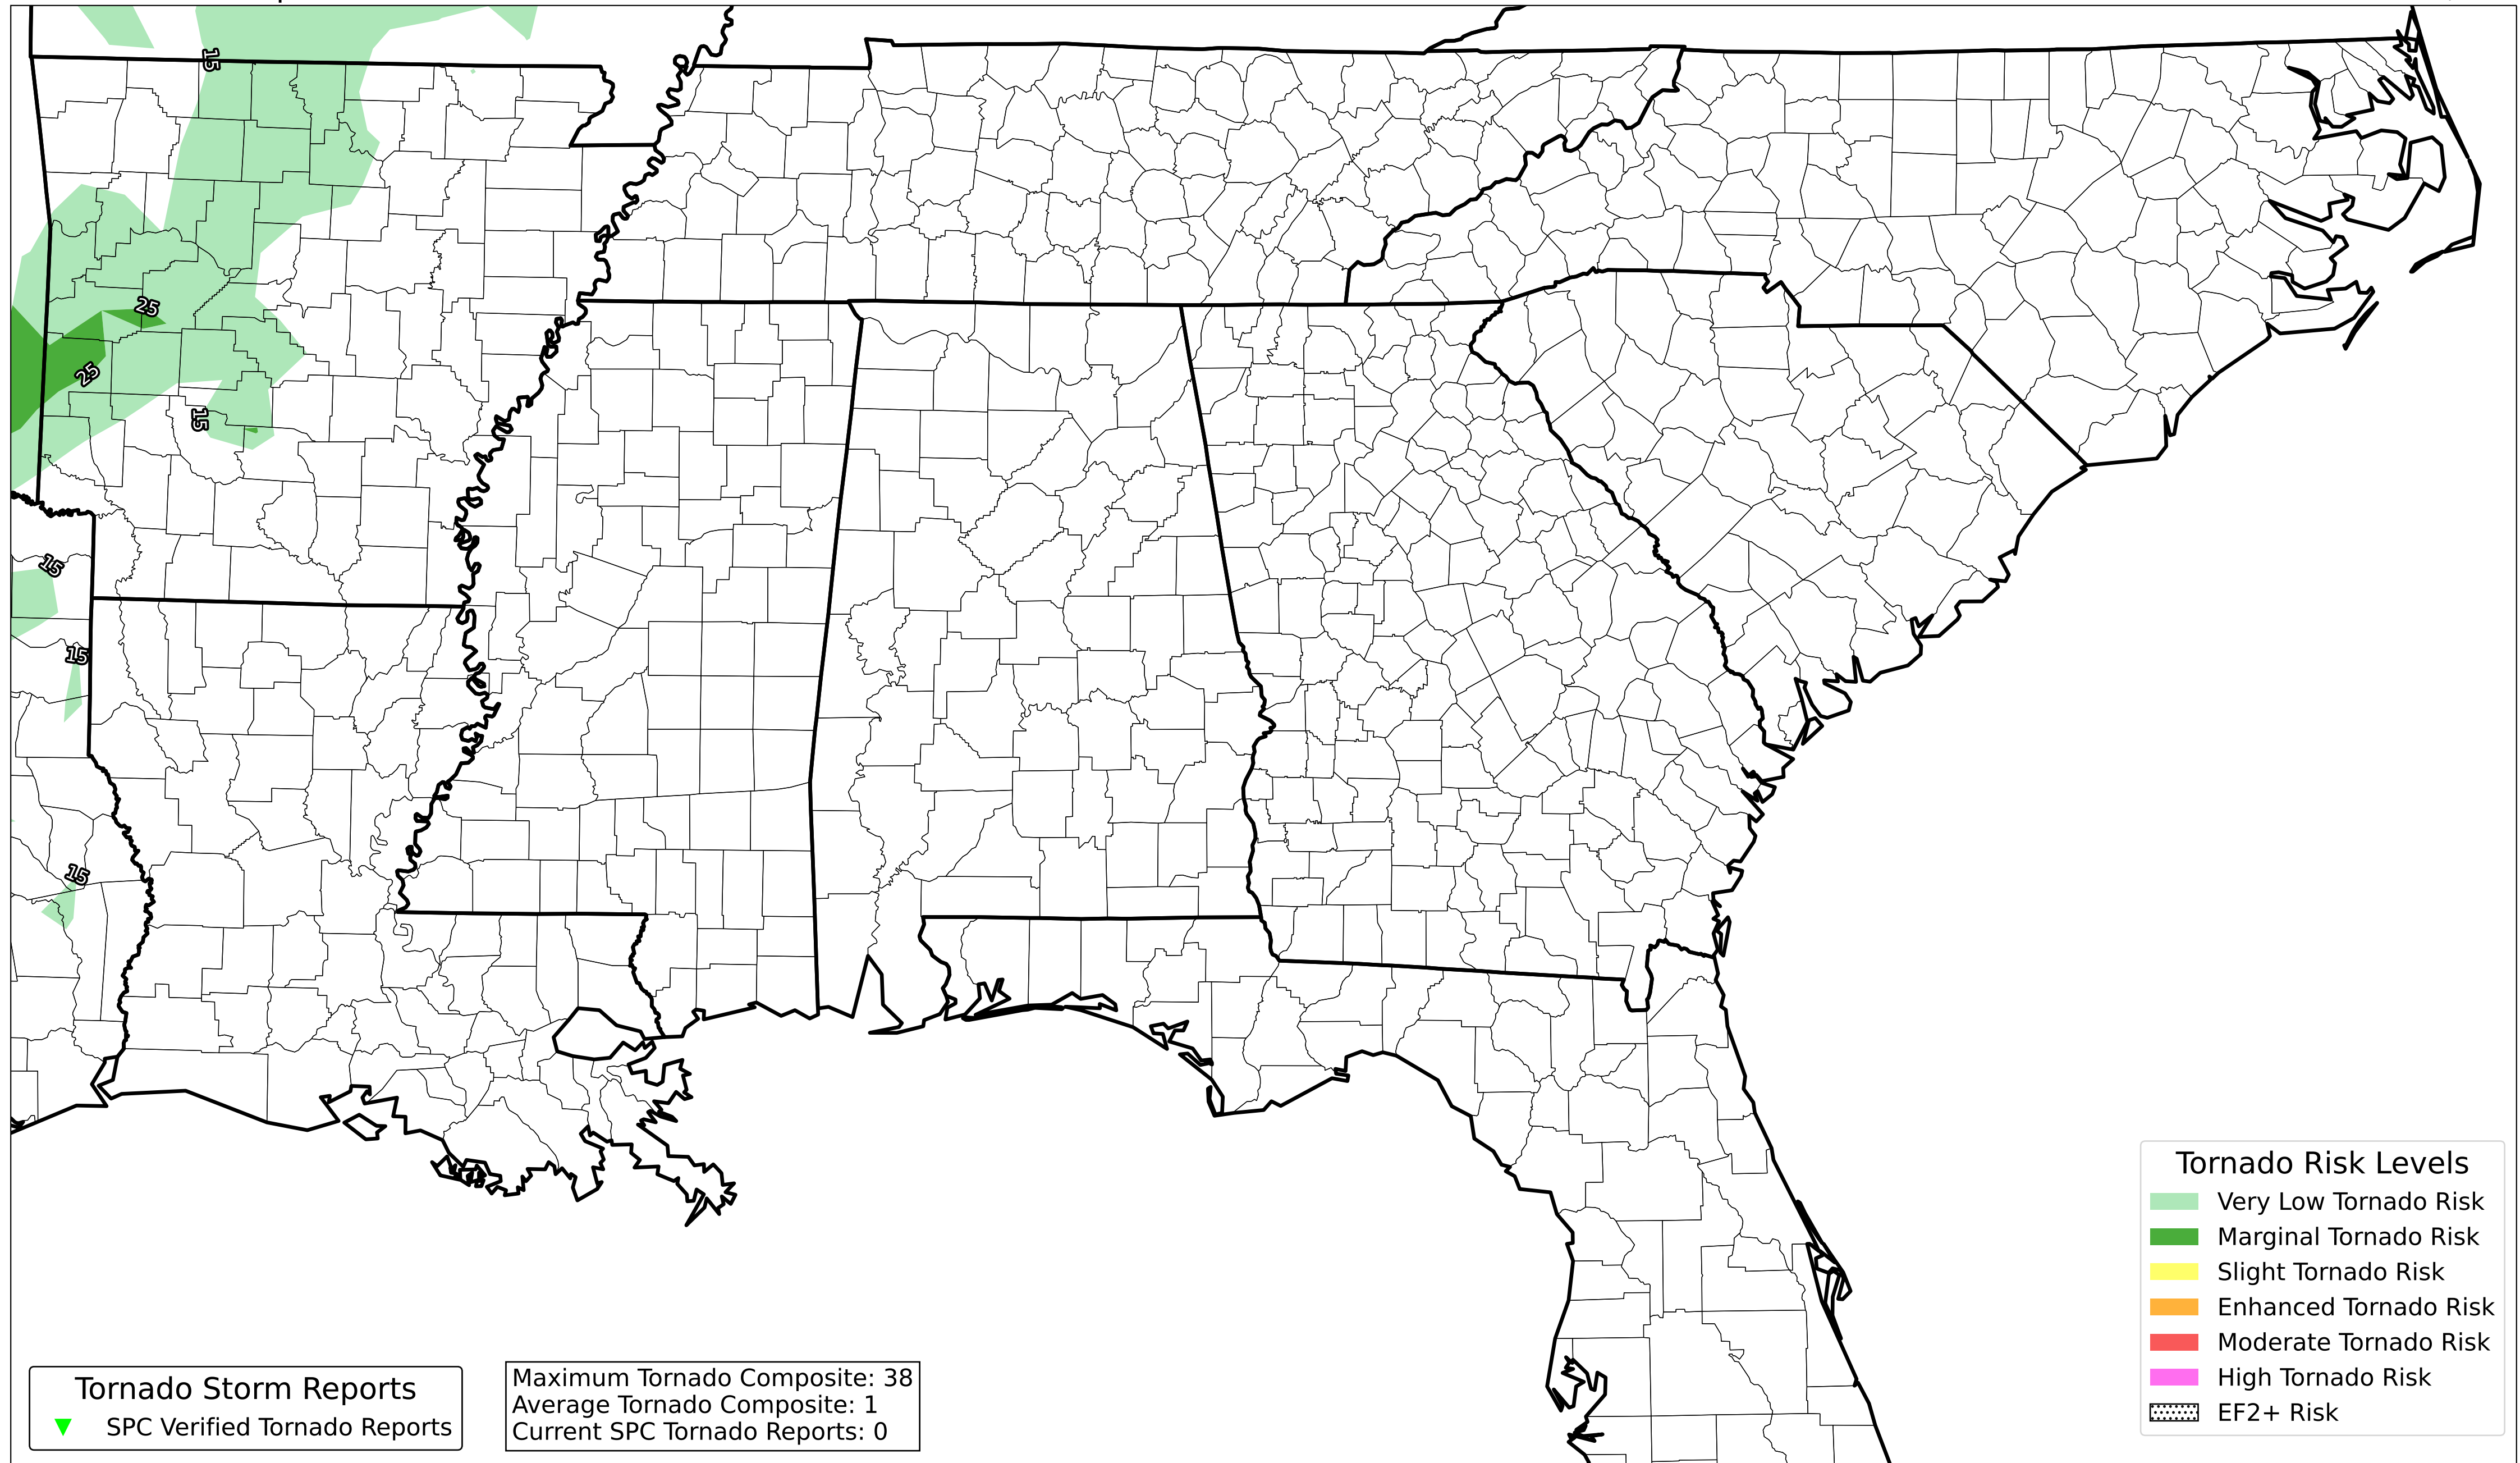 15
25
25
15
15
15
15
Tornado Risk Levels
Very Low Tornado Risk
Marginal Tornado Risk
Slight Tornado Risk
Enhanced Tornado Risk
Moderate Tornado Risk
High Tornado Risk
EF2+ Risk
Tornado Storm Reports
SPC Verified Tornado Reports
Maximum Tornado Composite: 38
Average Tornado Composite: 1
Current SPC Tornado Reports: 0